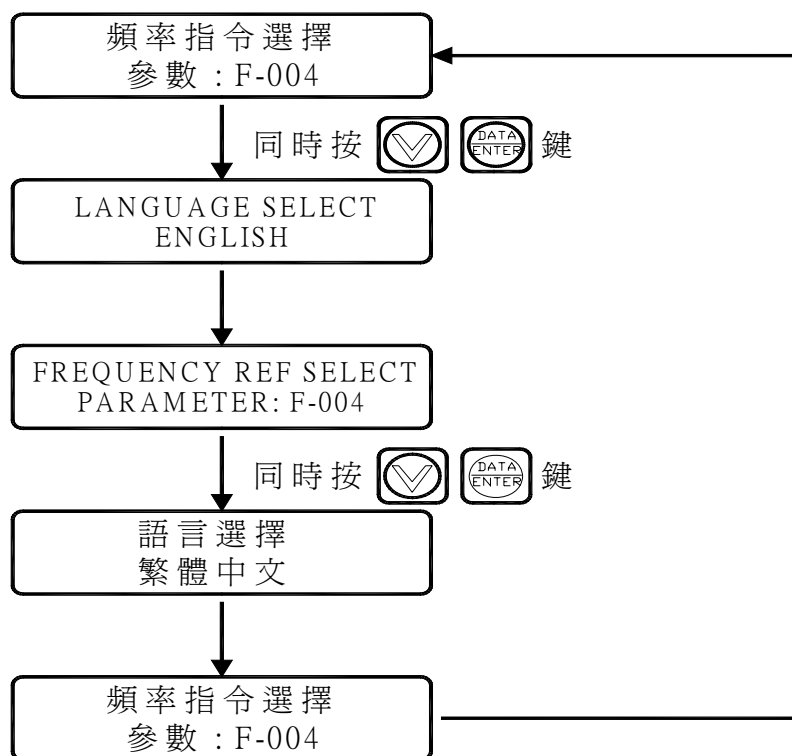 頻率指令選擇
參數 : F-004
同時按 DATA ENTER 鍵
LANGUAGE SELECT
ENGLISH
FREQUENCY REF SELECT
PARAMETER: F-004
同時按 DATA ENTER 鍵
語言選擇
繁體中文
頻率指令選擇
參數 : F-004